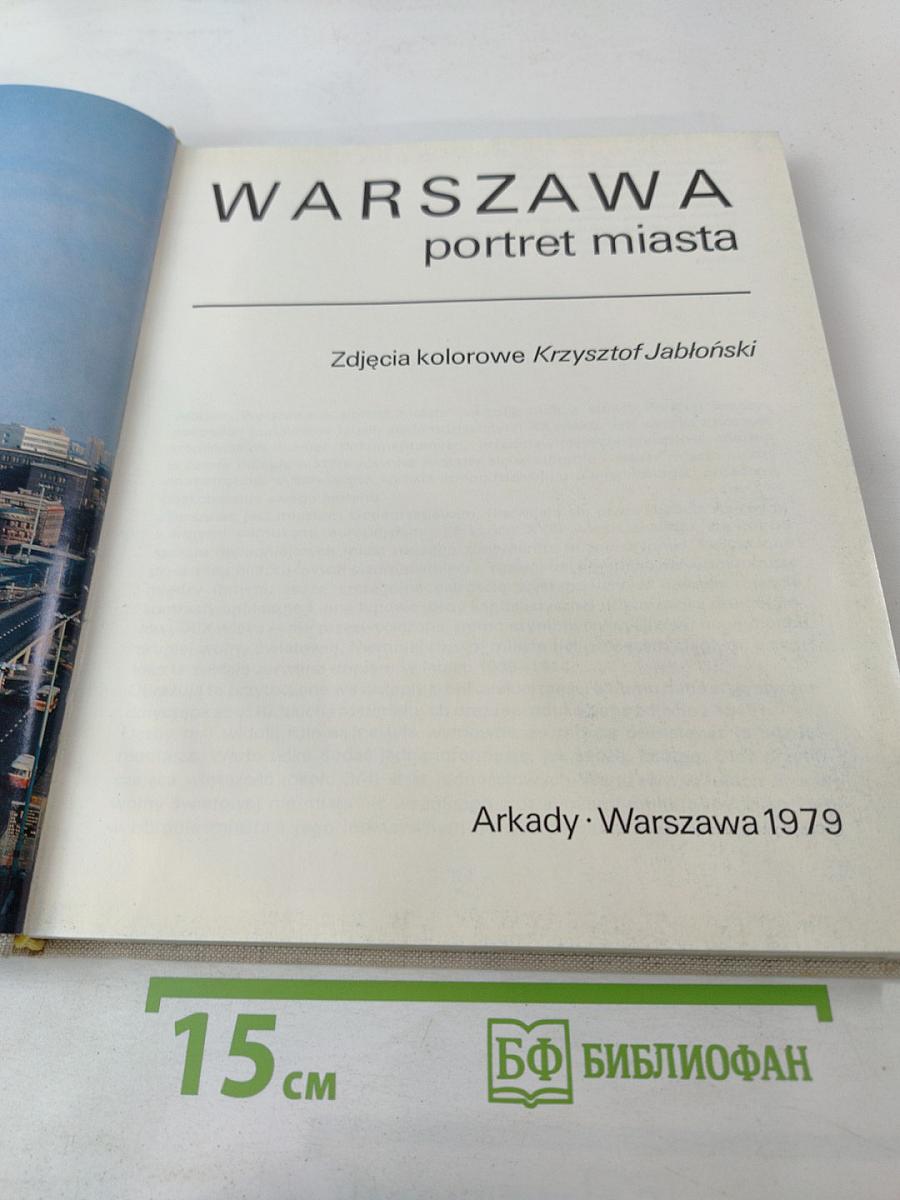 WARSZAWA
portret miasta
Zdjęcia kolorowe Krzysztof Jabłoński
Arkady · Warszawa 1979
15 см
БФ БИБЛИОФАН